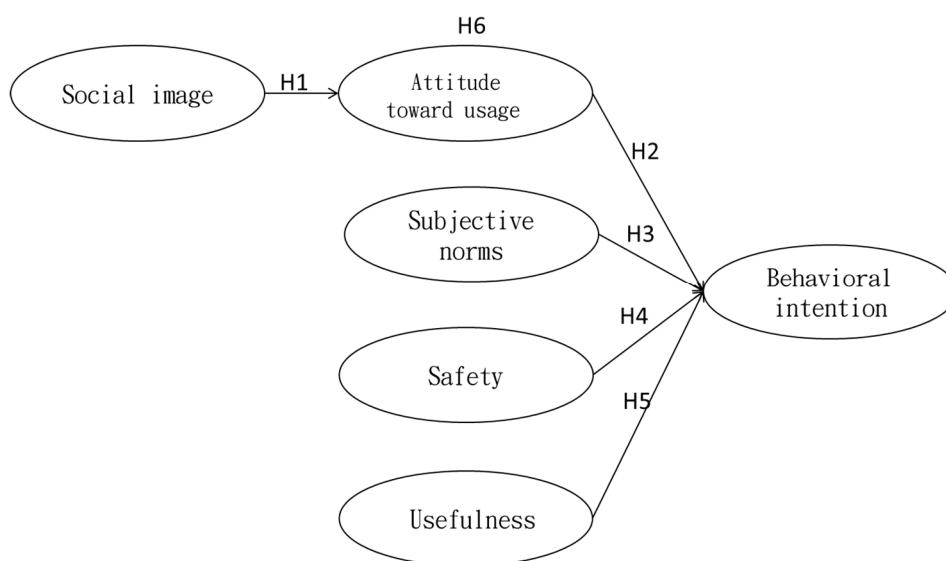 H6
Social image
H1
Attitude
toward usage
H2
Subjective
norms
H3
Behavioral
intention
H4
Safety
H5
Usefulness